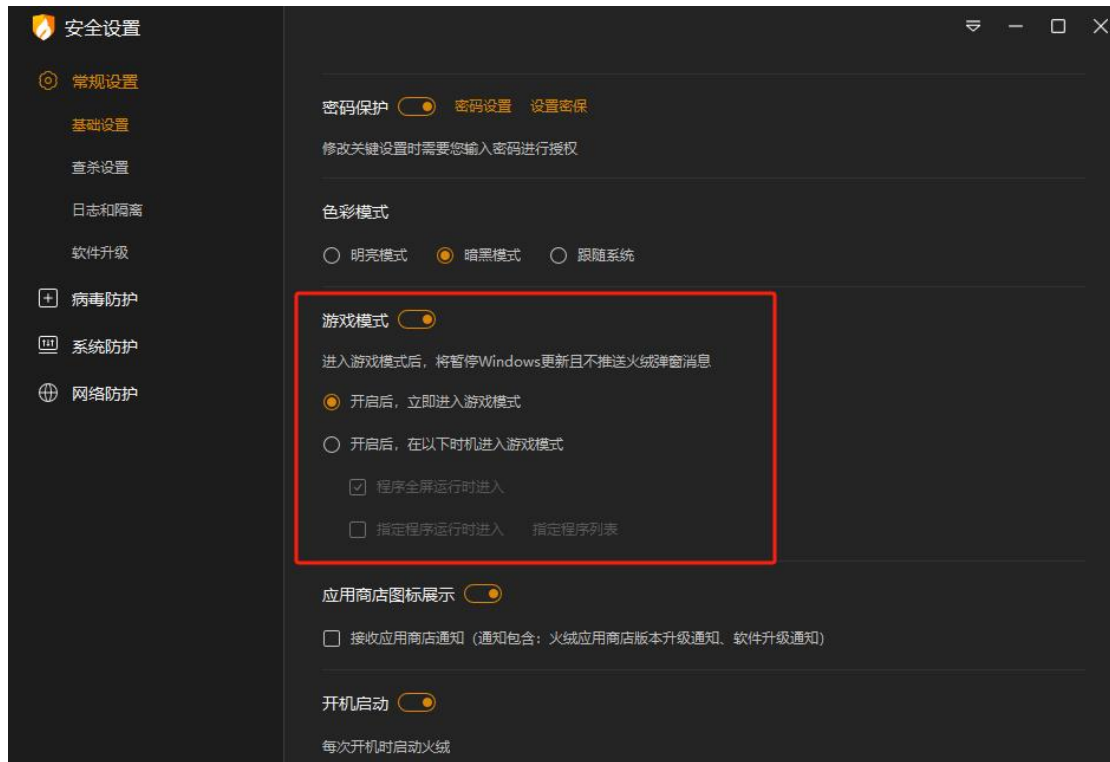 安全设置
常规设置
基础设置
查杀设置
日志和隔离
软件升级
病毒防护
系统防护
网络防护
密码保护 密码设置 设置密保
修改关键设置时需要您输入密码进行授权
色彩模式
明亮模式 暗黑模式 跟随系统
游戏模式
进入游戏模式后，将暂停Windows更新且不推送火绒弹窗消息
开启后，立即进入游戏模式
开启后，在以下时机进入游戏模式
程序全屏运行时进入
指定程序运行时进入 指定程序列表
应用商店图标展示
接收应用商店通知（通知包含：火绒应用商店版本升级通知、软件升级通知）
开机启动
每次开机时启动火绒